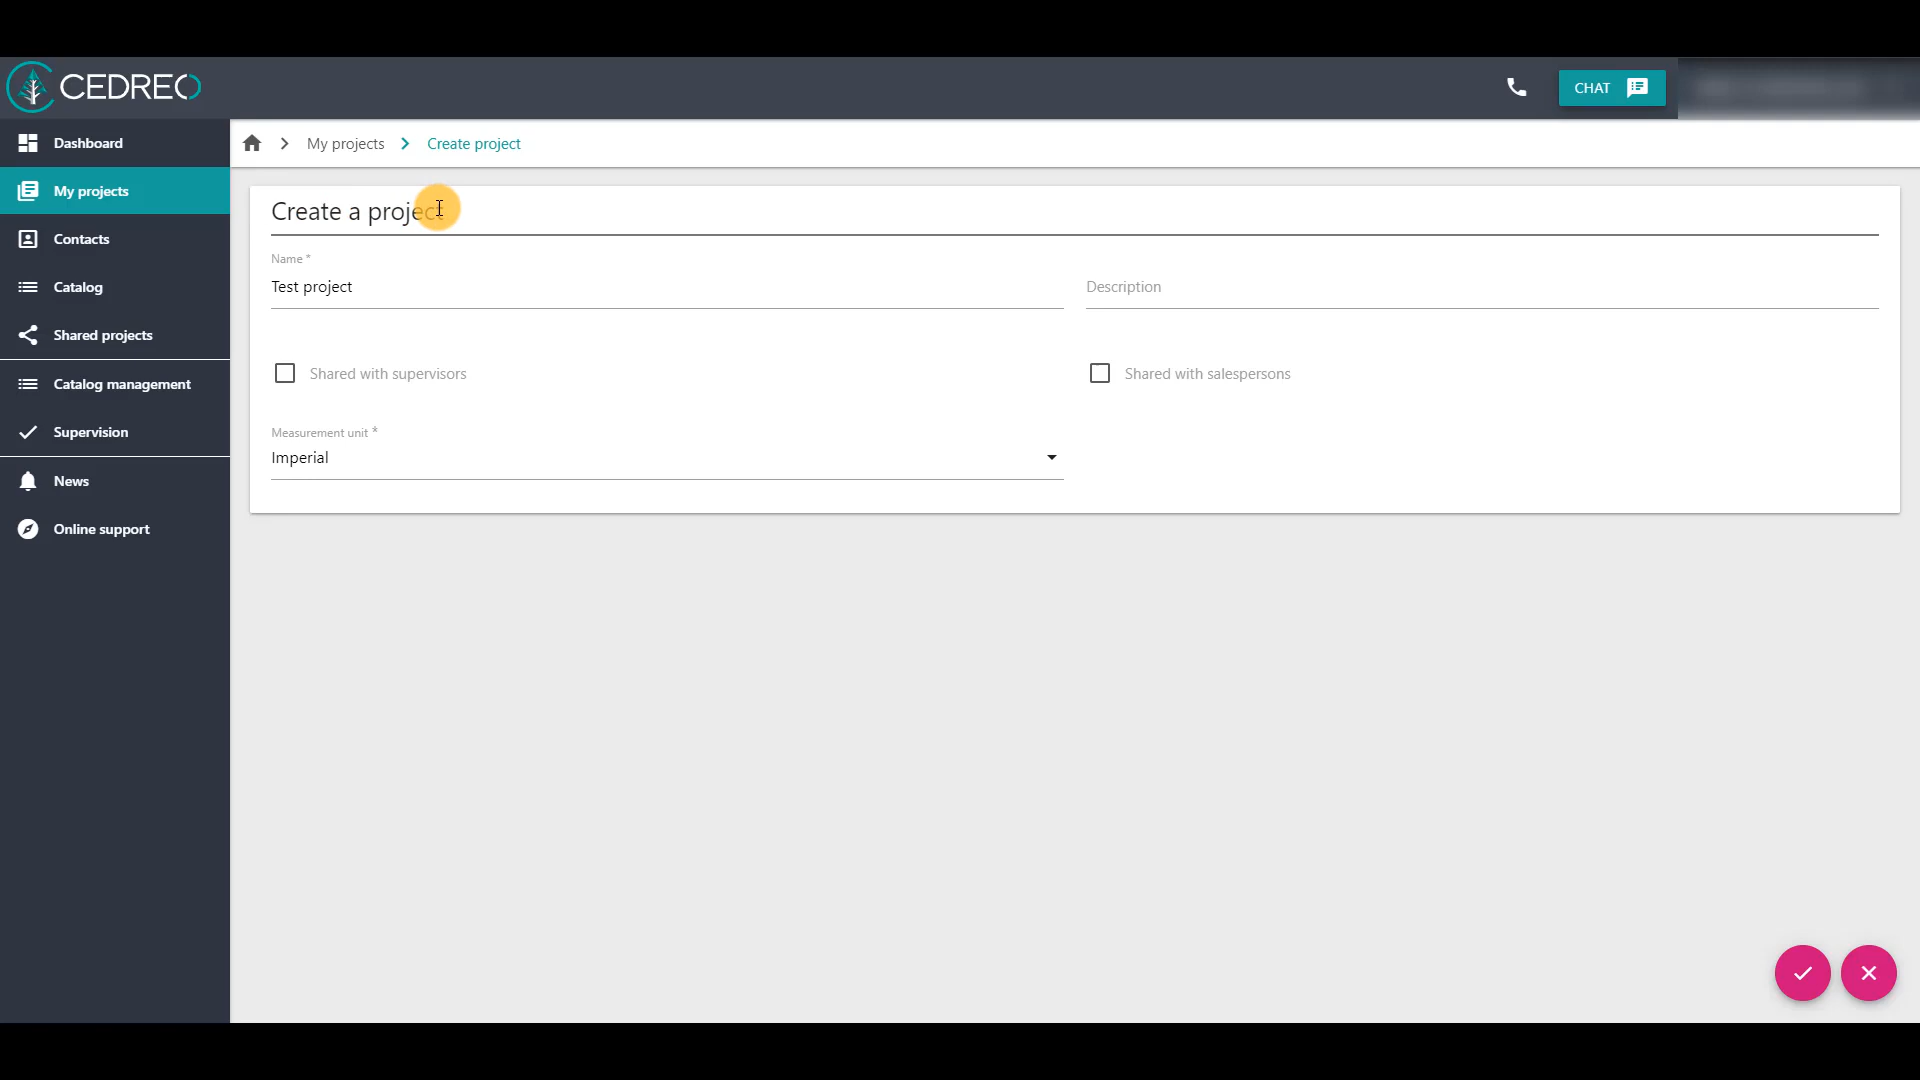 CEDREO
CHAT
Dashboard
My projects
Contacts
Catalog
Shared projects
Catalog management
Supervision
News
Online support
My projects
Create project
Create a project
Name *
Test project
Description
Shared with supervisors
Shared with salespersons
Measurement unit *
Imperial